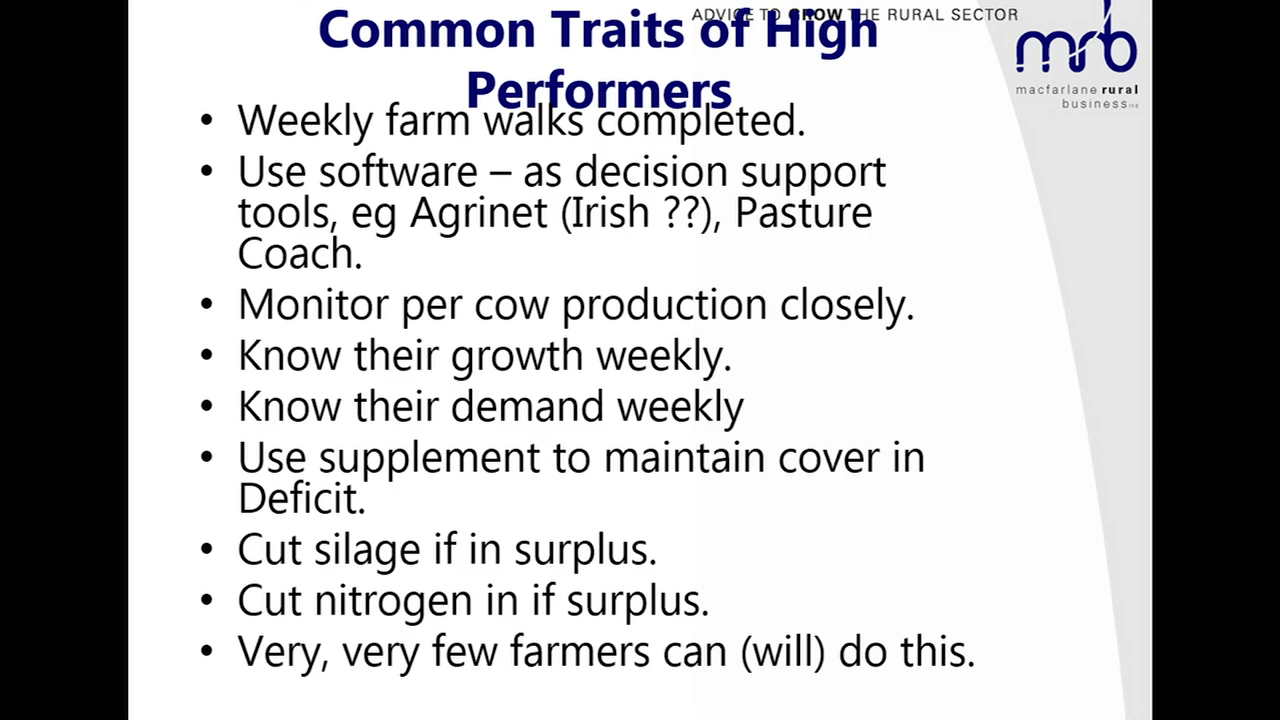 ADVICE TO GROW THE RURAL SECTOR
Common Traits of High
Performers
mrb
macfarlane rural
business ltd
• Weekly farm walks completed.
• Use software – as decision support
tools, eg Agrinet (Irish ??), Pasture
Coach.
• Monitor per cow production closely.
• Know their growth weekly.
• Know their demand weekly
• Use supplement to maintain cover in
Deficit.
• Cut silage if in surplus.
• Cut nitrogen in if surplus.
• Very, very few farmers can (will) do this.